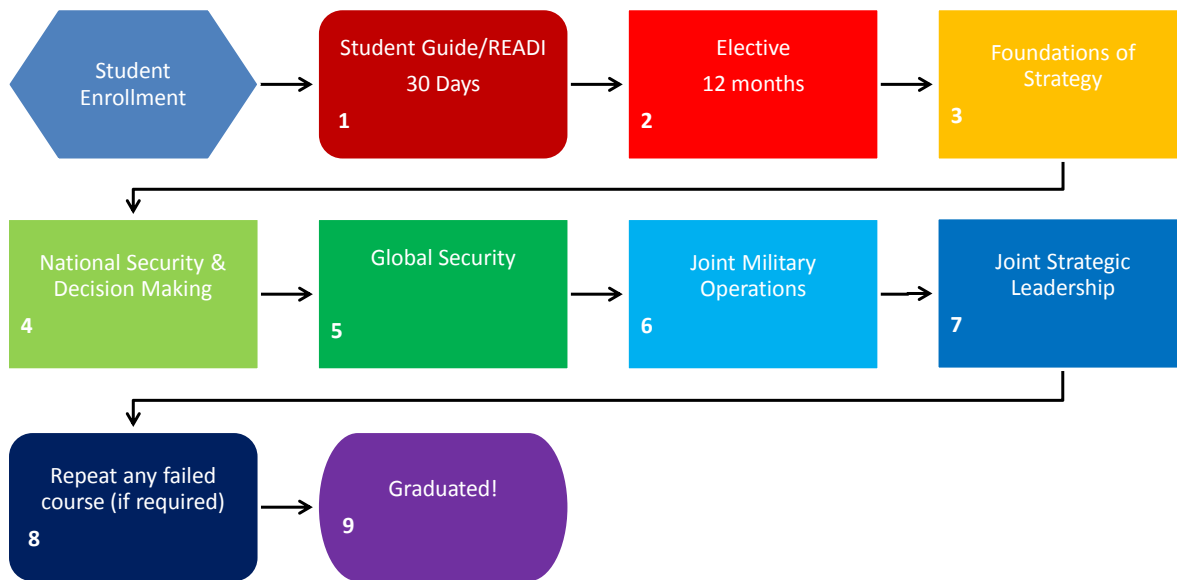 Student
Enrollment
Student Guide/READI
30 Days
1
Elective
12 months
2
Foundations of
Strategy
3
National Security &
Decision Making
4
Global Security
5
Joint Military
Operations
6
Joint Strategic
Leadership
7
Repeat any failed
course (if required)
8
Graduated!
9